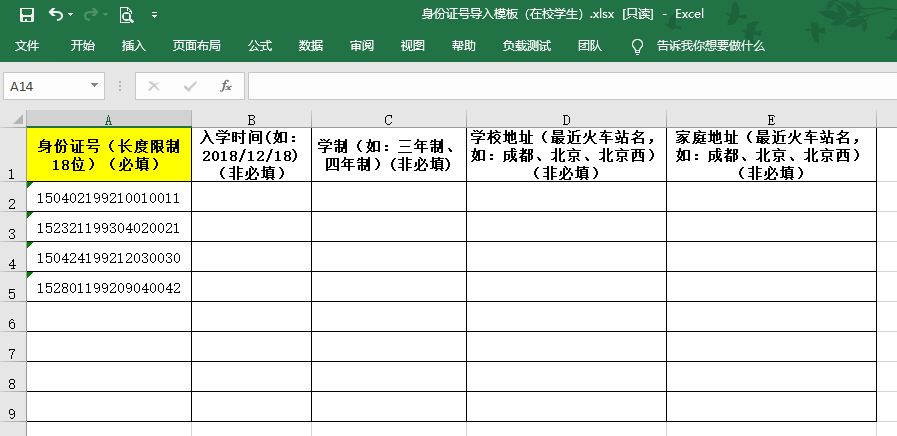 身份证号导入模板（在校学生）.xlsx [只读] - Excel
文件 开始 插入 页面布局 公式 数据 审阅 视图 帮助 负载测试 团队 告诉我你想要做什么
A14 fx
A B C D E
1
身份证号（长度限制
18位）（必填）
入学时间(如：
2018/12/18)
（非必填）
学制（如：三年制、
四年制）(非必填)
学校地址（最近火车站名，
如：成都、北京、北京西）
（非必填）
家庭地址（最近火车站名，
如：成都、北京、北京西）
（非必填）
2 150402199210010011
3 152321199304020021
4 150424199212030030
5 152801199209040042
6
7
8
9